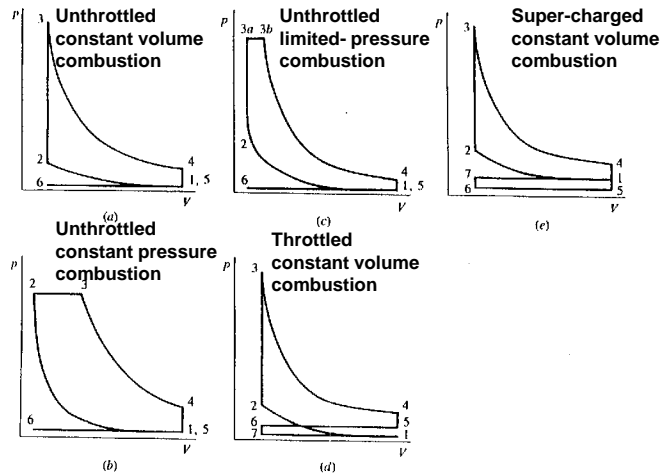 Unthrottled
constant volume
combustion
p
3
2
6
4
1, 5
V
(a)
Unthrottled
limited- pressure
combustion
p
3a 3b
2
6
4
1, 5
V
(c)
Super-charged
constant volume
combustion
p
3
2
7
6
4
1
5
V
(e)
Unthrottled
constant pressure
combustion
p
2
3
6
4
1, 5
V
(b)
Throttled
constant volume
combustion
p
3
2
6
7
4
5
1
V
(d)